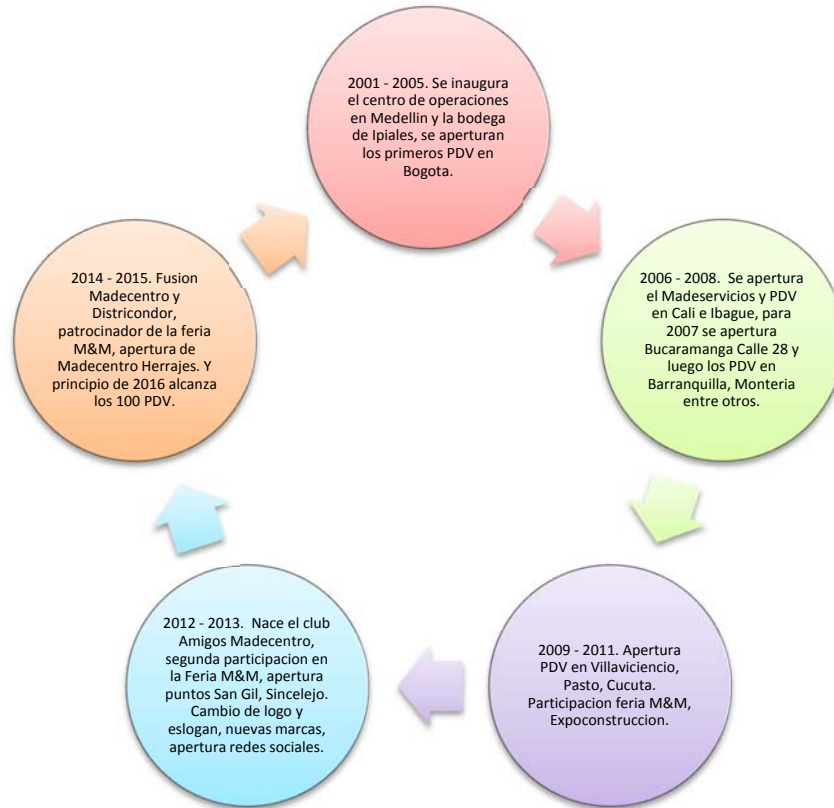 2001 - 2005. Se inaugura
el centro de operaciones
en Medellin y la bodega
de Ipiales, se aperturan
los primeros PDV en
Bogota.
2006 - 2008.  Se apertura
el Madeservicios y PDV
en Cali e Ibague, para
2007 se apertura
Bucaramanga Calle 28 y
luego los PDV en
Barranquilla, Monteria
entre otros.
2009 - 2011. Apertura
PDV en Villaviciencio,
Pasto, Cucuta.
Participacion feria M&M,
Expoconstruccion.
2012 - 2013.  Nace el club
Amigos Madecentro,
segunda participacion en
la Feria M&M, apertura
puntos San Gil, Sincelejo.
Cambio de logo y
eslogan, nuevas marcas,
apertura redes sociales.
2014 - 2015. Fusion
Madecentro y
Districondor,
patrocinador de la feria
M&M, apertura de
Madecentro Herrajes. Y
principio de 2016 alcanza
los 100 PDV.